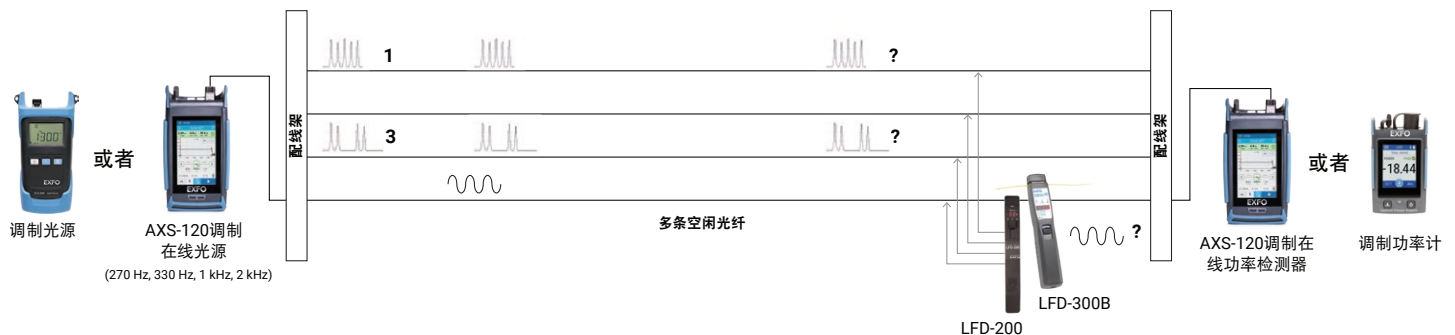 1
?
配线架
配线架
3
?
1300
EXFO
或者
EXFO
调制光源
AXS-120调制
在线光源
(270 Hz, 330 Hz, 1 kHz, 2 kHz)
多条空闲光纤
?
LFD-300B
LFD-200
EXFO
或者
EXFO
-18.44
AXS-120调制在
线功率检测器
调制功率计